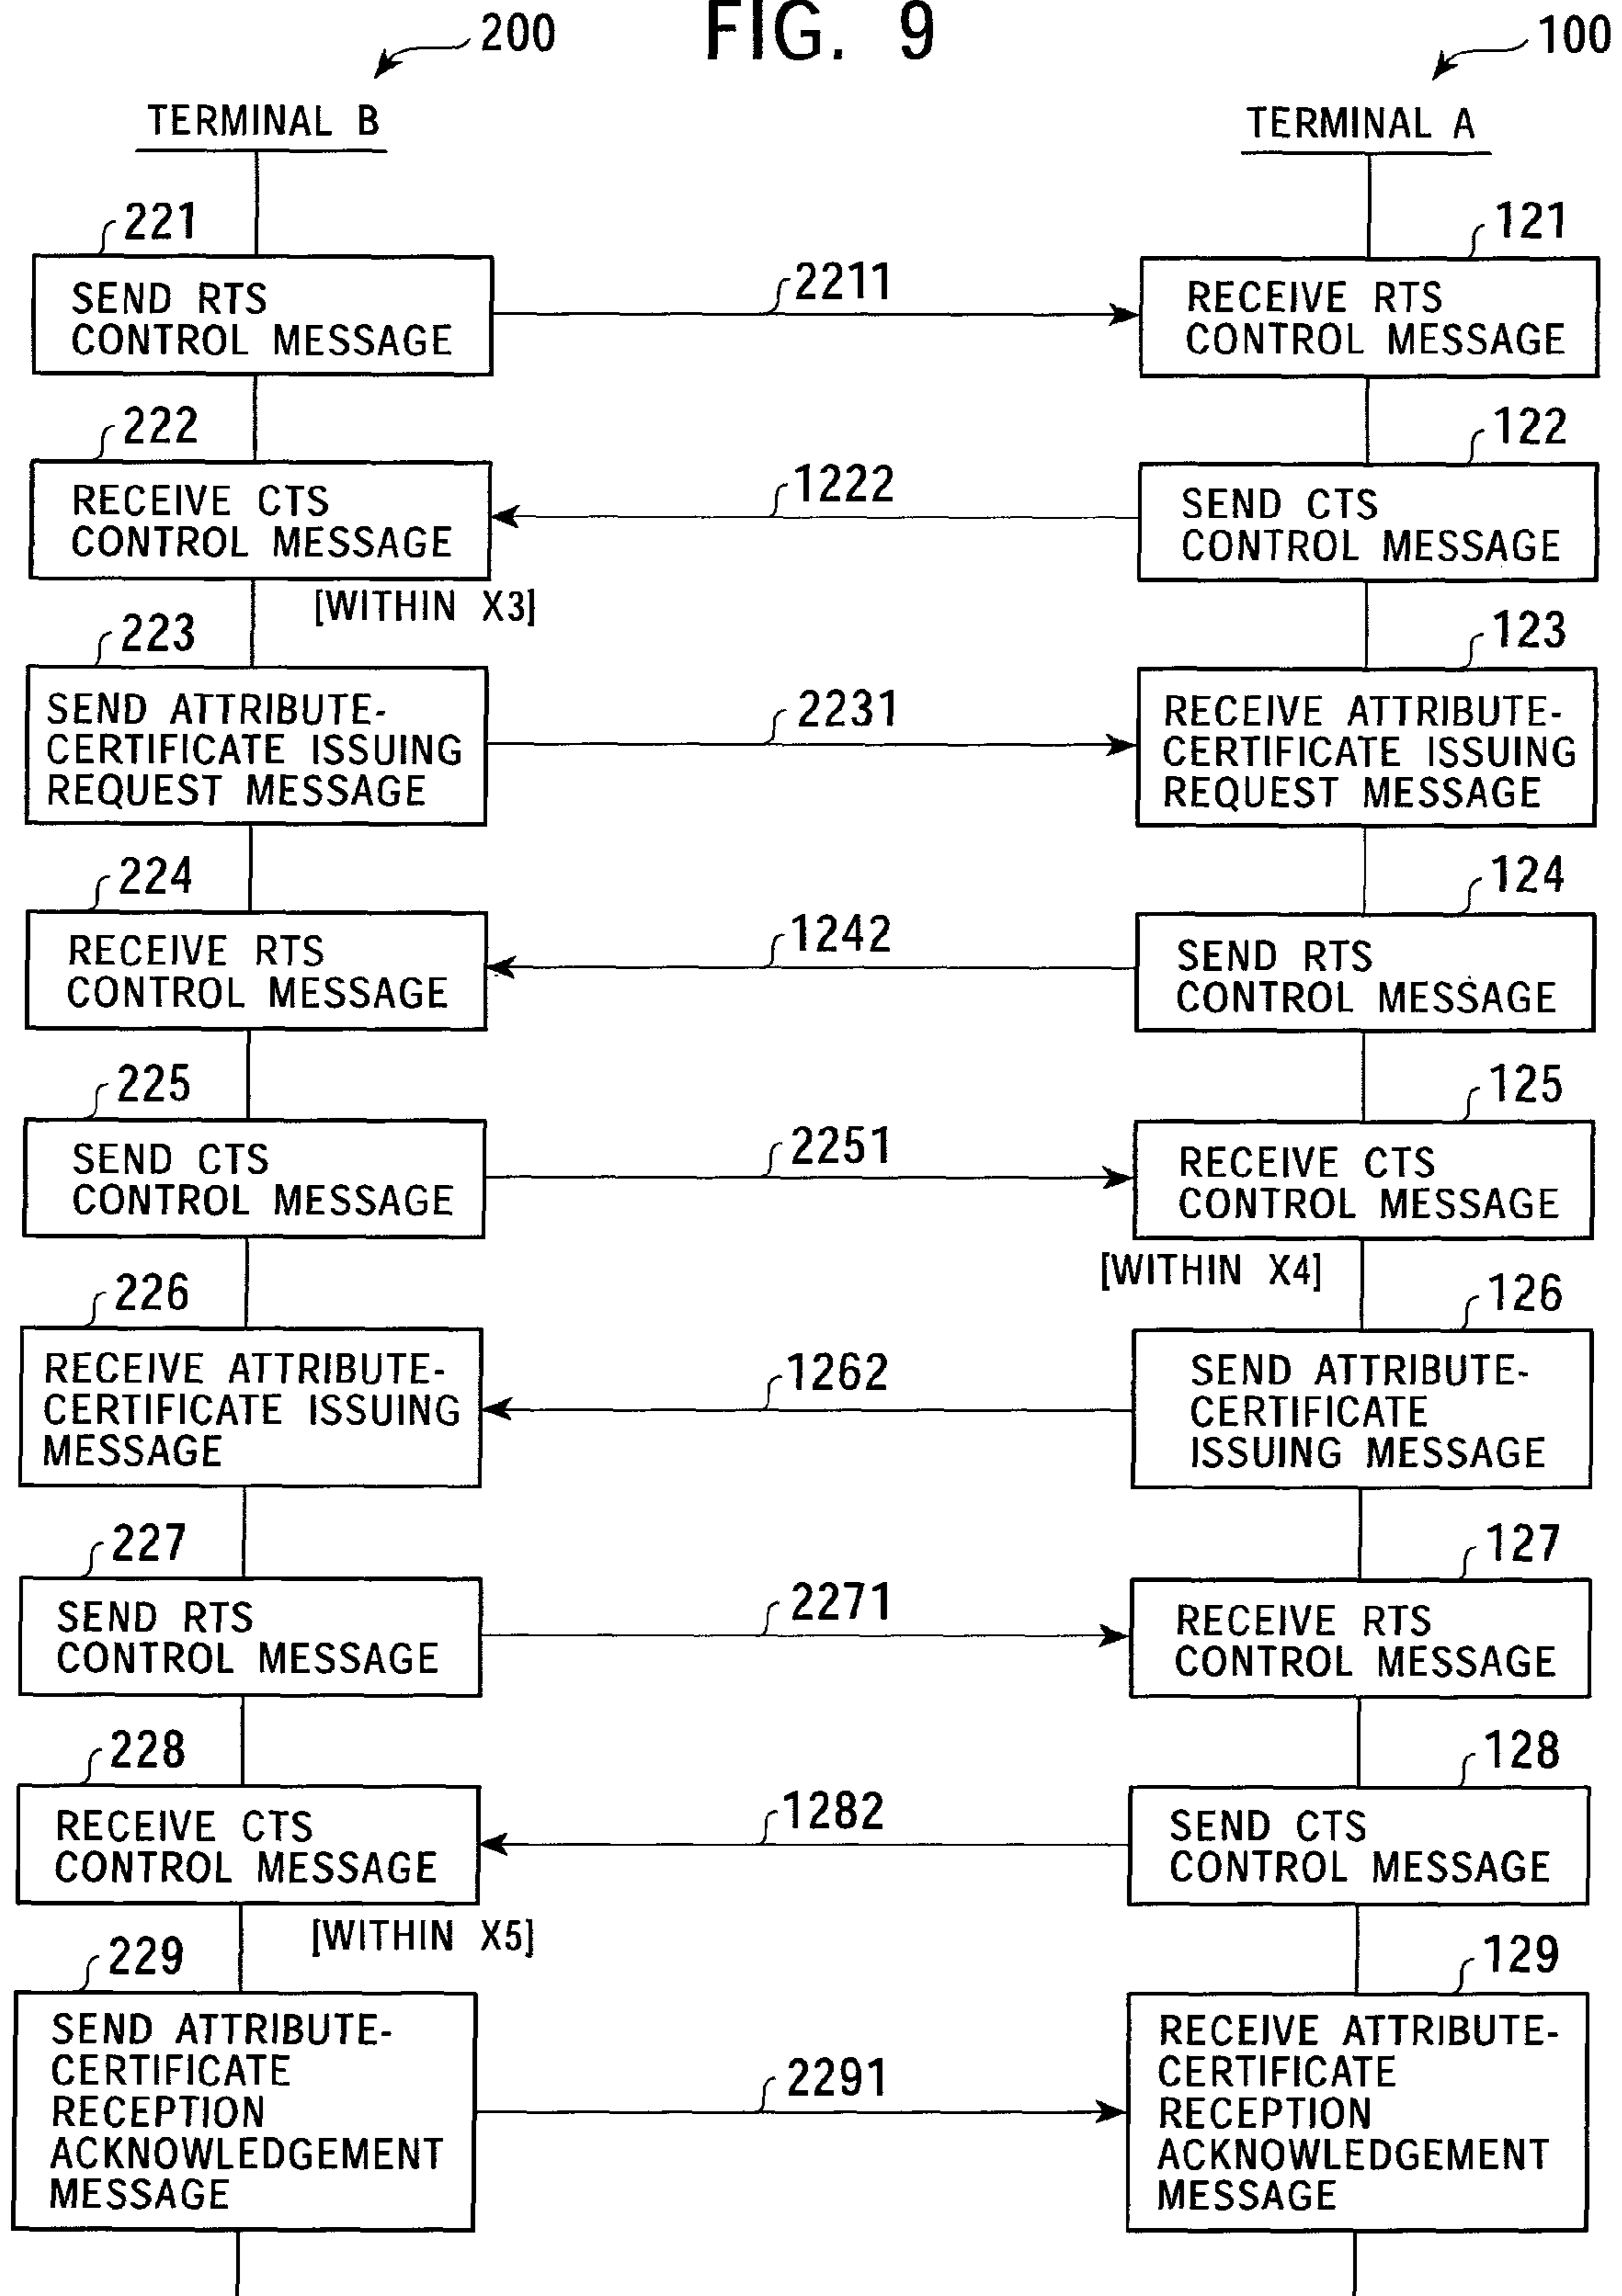 FIG. 9
200
100
TERMINAL B
TERMINAL A
221
SEND RTS
CONTROL MESSAGE
2211
121
RECEIVE RTS
CONTROL MESSAGE
222
RECEIVE CTS
CONTROL MESSAGE
1222
122
SEND CTS
CONTROL MESSAGE
[WITHIN X3]
223
SEND ATTRIBUTE-
CERTIFICATE ISSUING
REQUEST MESSAGE
2231
123
RECEIVE ATTRIBUTE-
CERTIFICATE ISSUING
REQUEST MESSAGE
224
RECEIVE RTS
CONTROL MESSAGE
1242
124
SEND RTS
CONTROL MESSAGE
225
SEND CTS
CONTROL MESSAGE
2251
125
RECEIVE CTS
CONTROL MESSAGE
[WITHIN X4]
226
RECEIVE ATTRIBUTE-
CERTIFICATE ISSUING
MESSAGE
1262
126
SEND ATTRIBUTE-
CERTIFICATE
ISSUING MESSAGE
227
SEND RTS
CONTROL MESSAGE
2271
127
RECEIVE RTS
CONTROL MESSAGE
228
RECEIVE CTS
CONTROL MESSAGE
1282
128
SEND CTS
CONTROL MESSAGE
[WITHIN X5]
229
SEND ATTRIBUTE-
CERTIFICATE
RECEPTION
ACKNOWLEDGEMENT
MESSAGE
2291
129
RECEIVE ATTRIBUTE-
CERTIFICATE
RECEPTION
ACKNOWLEDGEMENT
MESSAGE